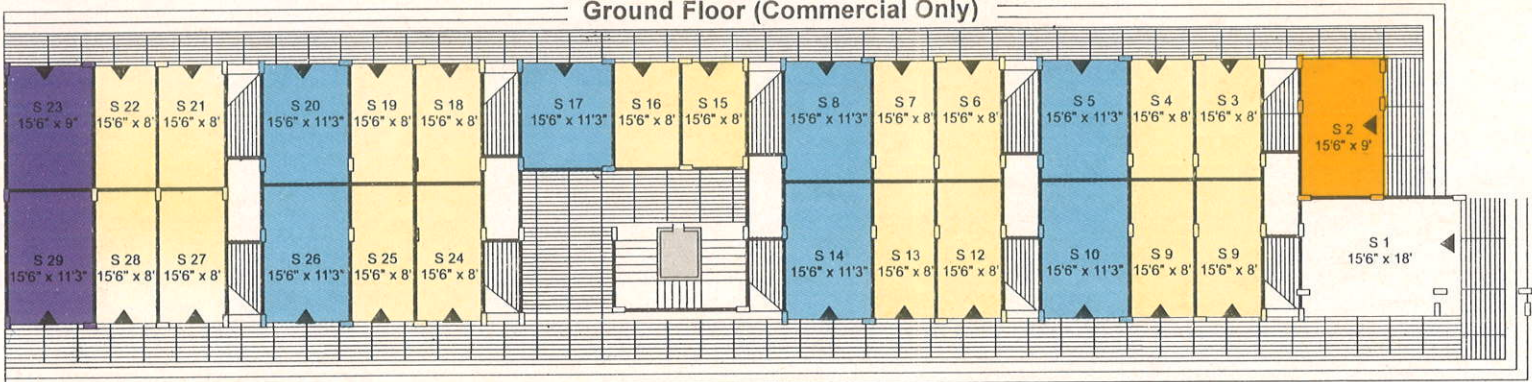 Ground Floor (Commercial Only)
S 23
15'6" x 9"
S 22
15'6" x 8'
S 21
15'6" x 8'
S 20
15'6" x 11'3"
S 19
15'6" x 8'
S 18
15'6" x 8'
S 17
15'6" x 11'3"
S 16
15'6" x 8'
S 15
15'6" x 8'
S 8
15'6" x 11'3"
S 7
15'6" x 8'
S 6
15'6" x 8'
S 5
15'6" x 11'3"
S 4
15'6" x 8'
S 3
15'6" x 8'
S 2
15'6" x 9'
S 29
15'6" x 11'3"
S 28
15'6" x 8'
S 27
15'6" x 8'
S 26
15'6" x 11'3"
S 25
15'6" x 8'
S 24
15'6" x 8'
S 14
15'6" x 11'3"
S 13
15'6" x 8'
S 12
15'6" x 8'
S 10
15'6" x 11'3"
S 9
15'6" x 8'
S 9
15'6" x 8'
S 1
15'6" x 18'